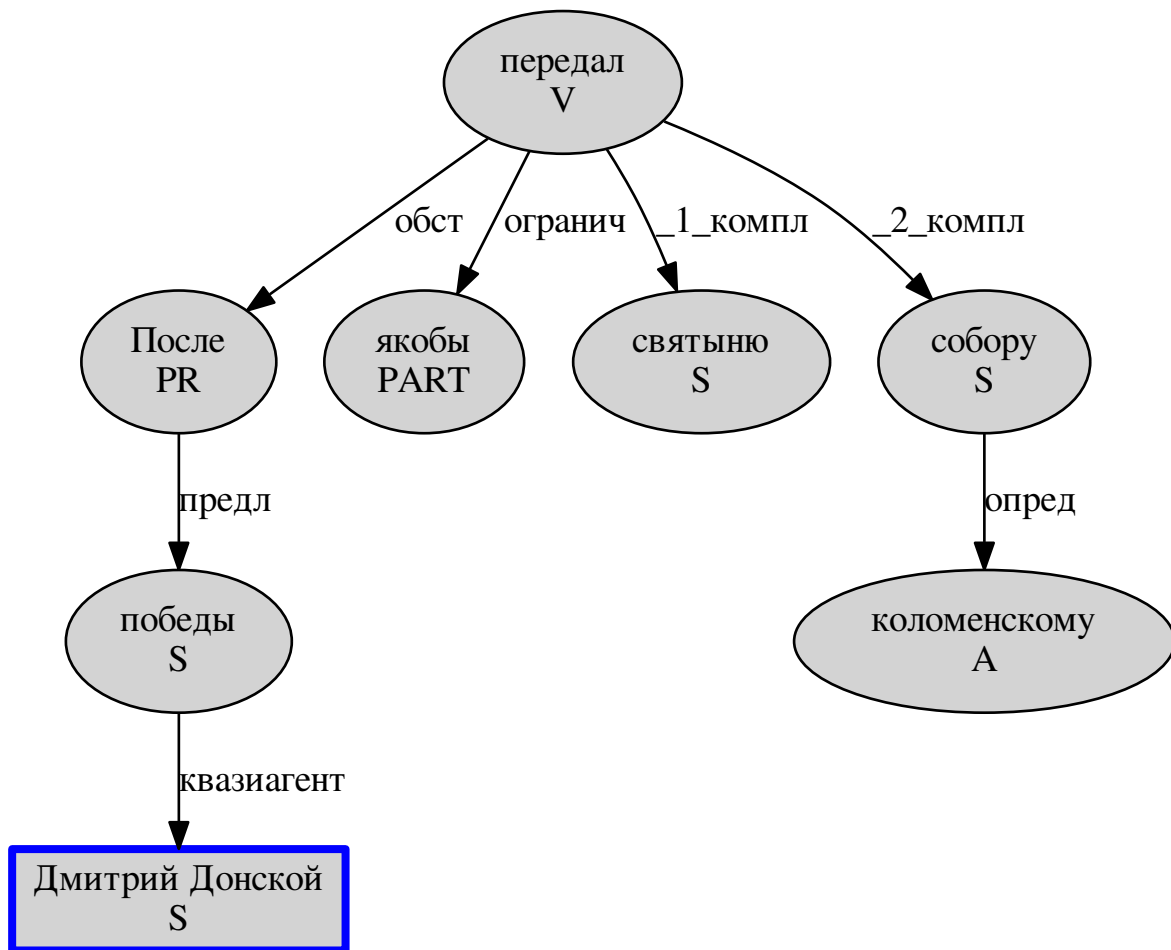 передал
V
обст
огранич
_1_компл
_2_компл
После
PR
якобы
PART
святыню
S
собору
S
предл
опред
победы
S
коломенскому
A
квазиагент
Дмитрий Донской
S